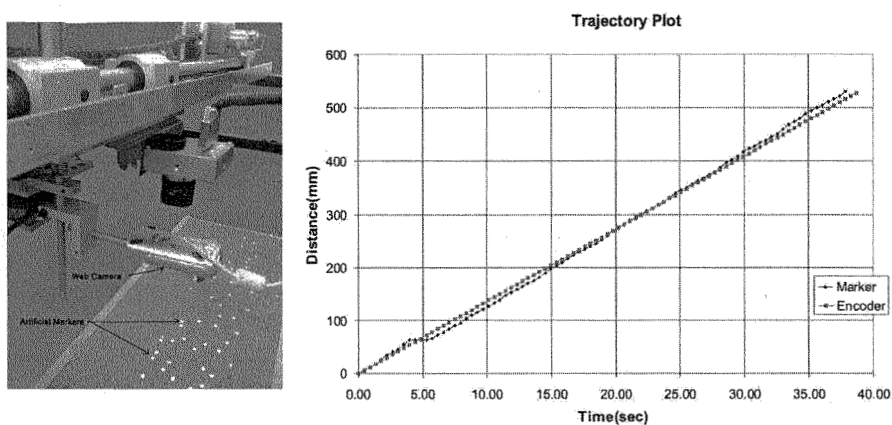 Web Camera
Artificial Markers
Trajectory Plot
Distance(mm)
600
500
400
300
200
100
0
0.00 5.00 10.00 15.00 20.00 25.00 30.00 35.00 40.00
Time(sec)
Marker
Encoder